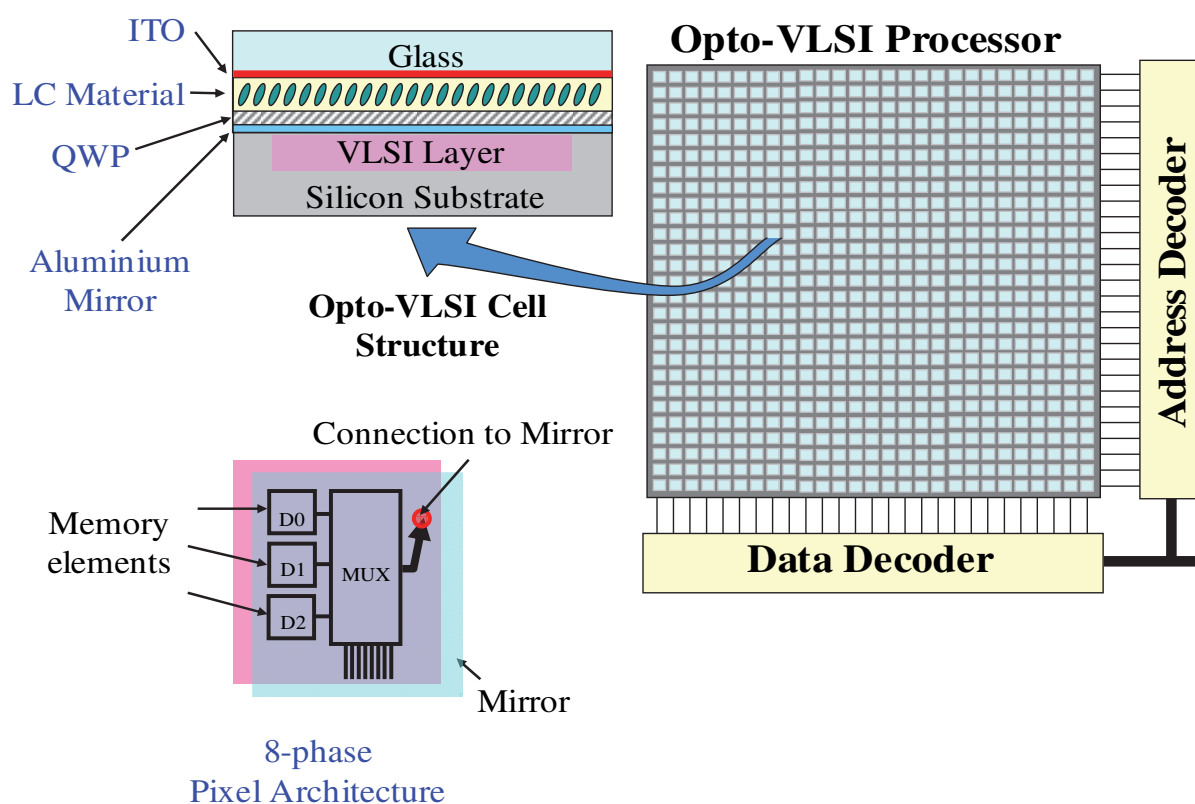 ITO
LC Material
QWP
Aluminium
Mirror
Glass
VLSI Layer
Silicon Substrate
Opto-VLSI Cell
Structure
Opto-VLSI Processor
Address Decoder
Data Decoder
Connection to Mirror
Memory
elements
D0
D1
D2
MUX
Mirror
8-phase
Pixel Architecture